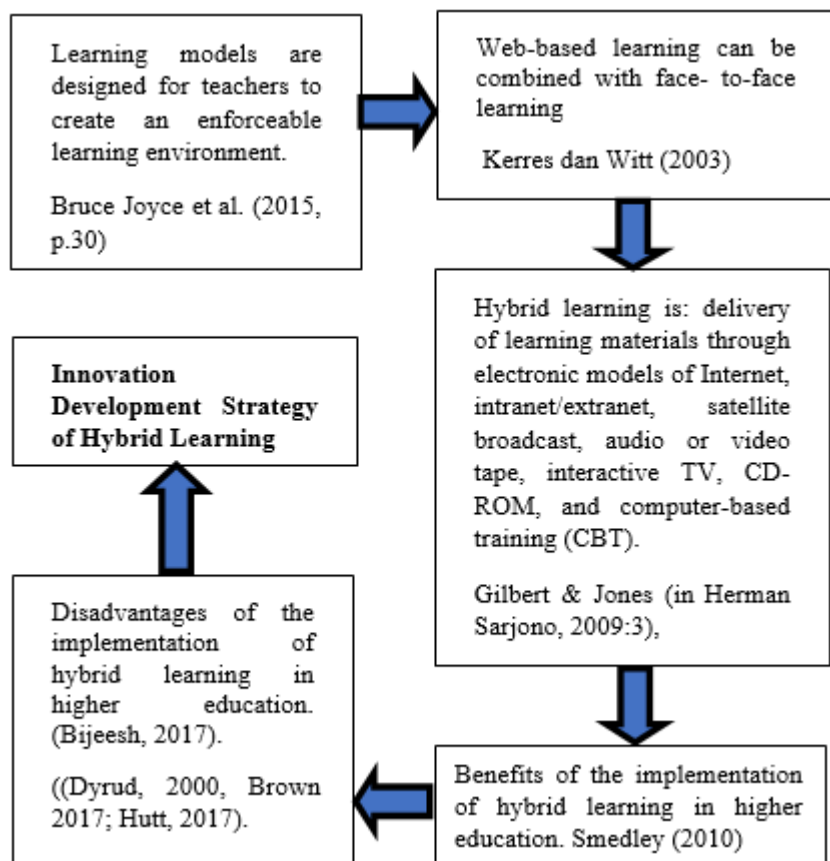 Learning models are
designed for teachers to
create an enforceable
learning environment.
Bruce Joyce et al. (2015,
p.30)
Web-based learning can be
combined with face- to-face
learning
Kerres dan Witt (2003)
Hybrid learning is: delivery
of learning materials through
electronic models of Internet,
intranet/extranet, satellite
broadcast, audio or video
tape, interactive TV, CD-
ROM, and computer-based
training (CBT).
Gilbert & Jones (in Herman
Sarjono, 2009:3),
Benefits of the implementation
of hybrid learning in higher
education. Smedley (2010)
Disadvantages of the
implementation of
hybrid learning in
higher education.
(Bijeesh, 2017).
((Dyrud, 2000, Brown
2017; Hutt, 2017).
Innovation
Development Strategy
of Hybrid Learning